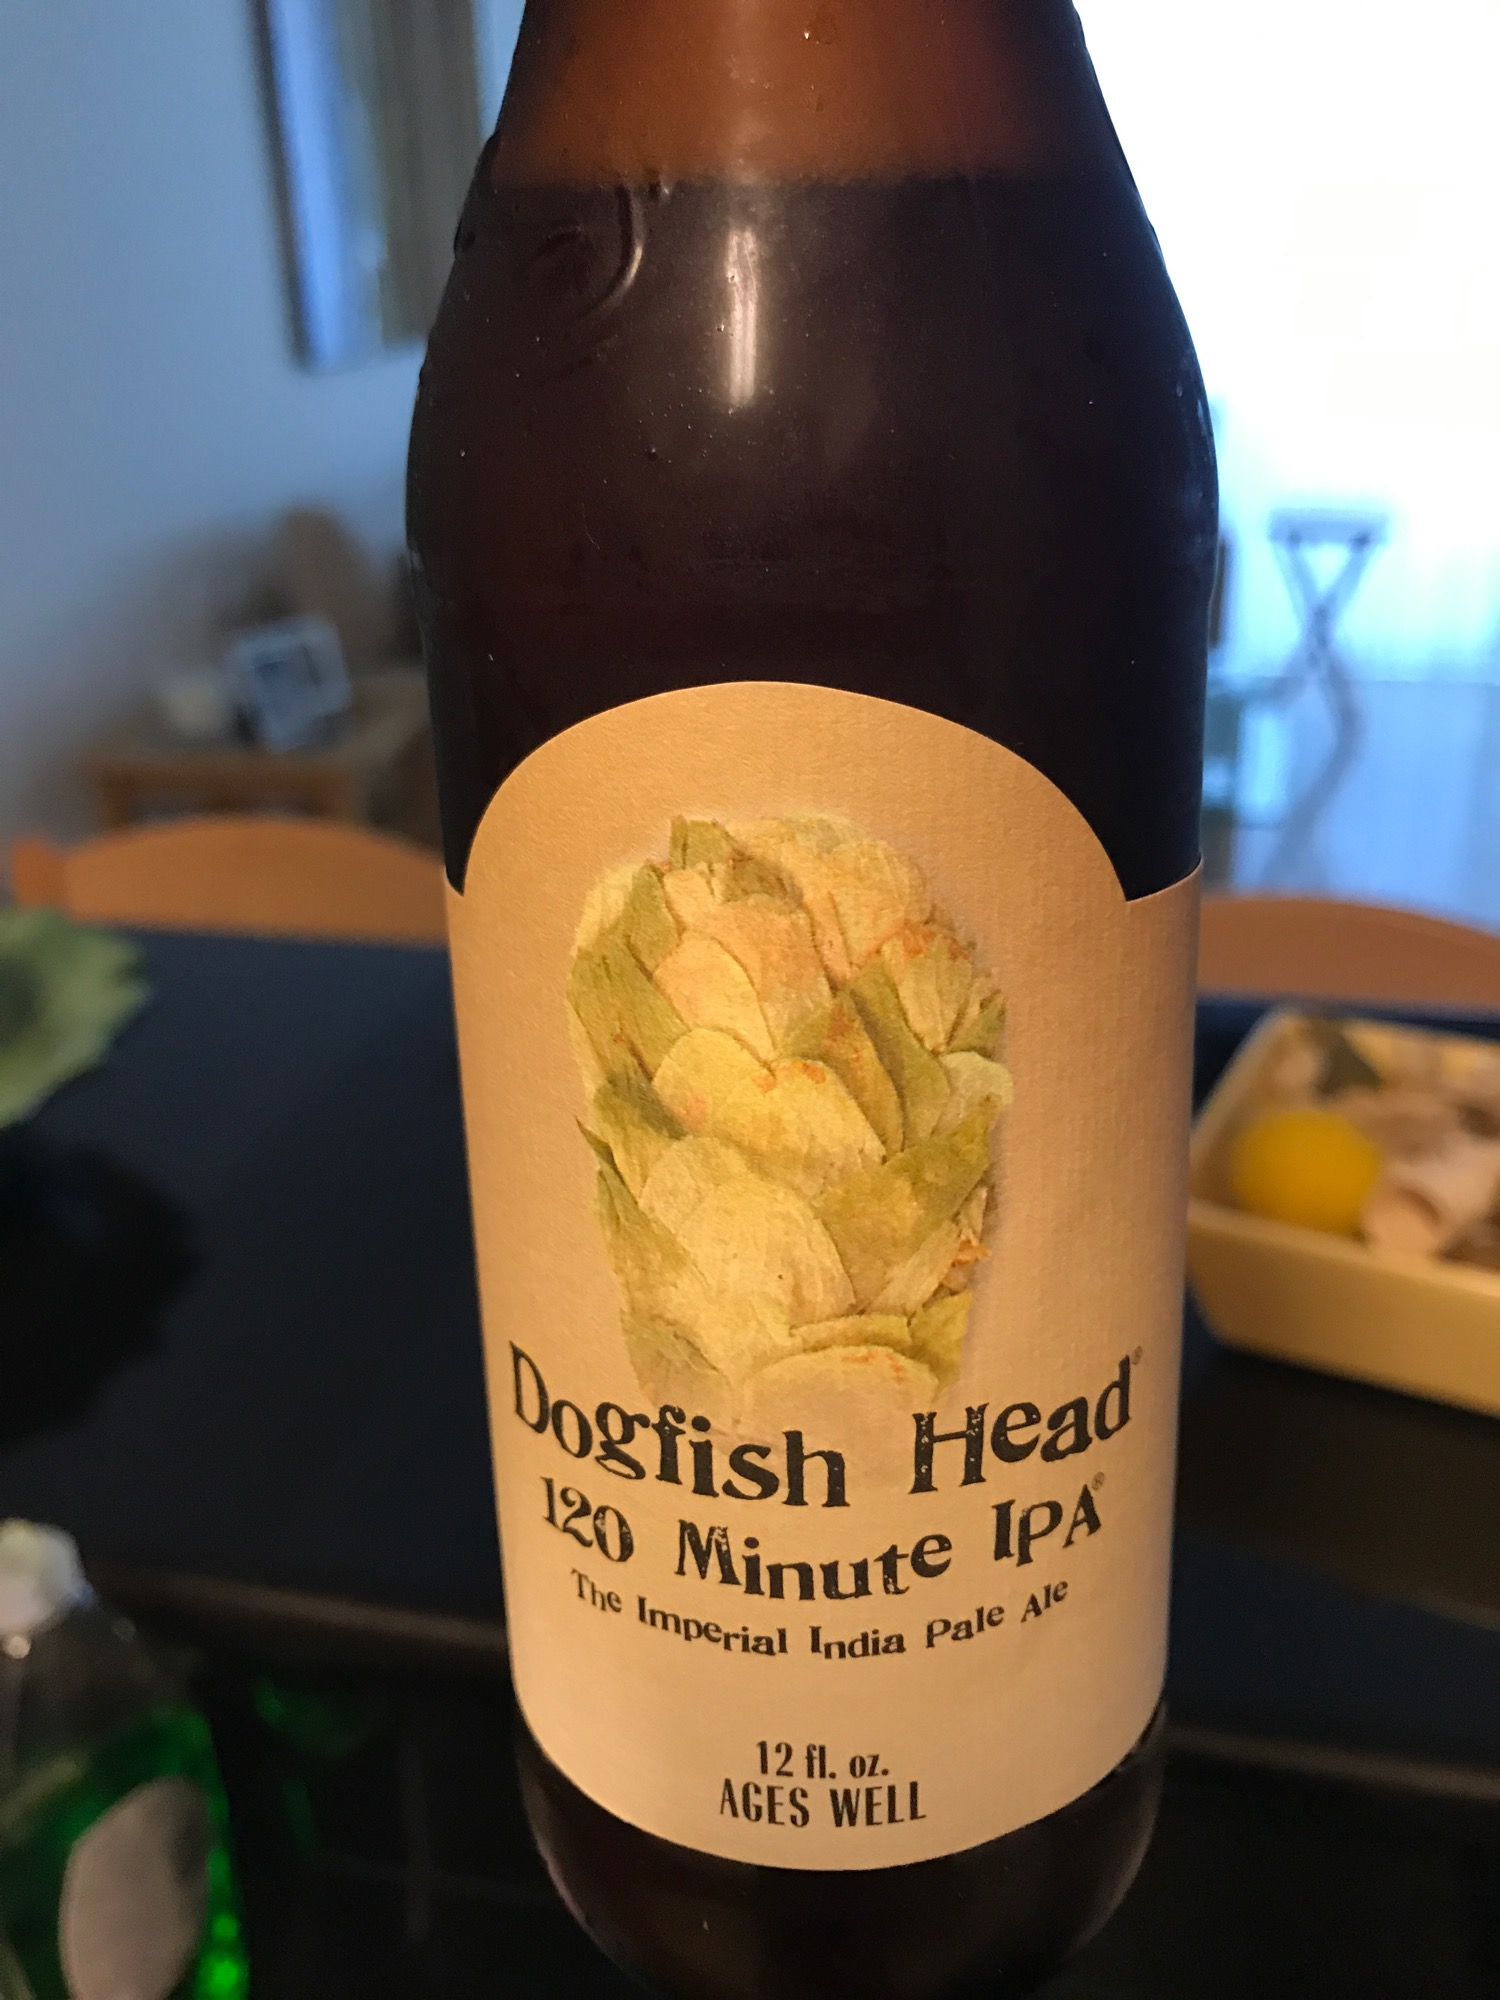 Dogfish Head®
120 Minute IPA®
The Imperial India Pale Ale
12 fl. oz.
AGES WELL